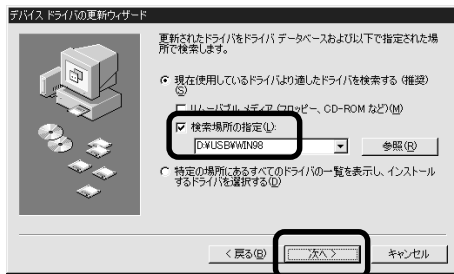 デバイス ドライバの更新ウィザード
更新されたドライバをドライバ データベースおよび以下で指定された場
所で検索します。
現在使用しているドライバより適したドライバを検索する (推奨)
(S)
リムーバブル メディア (フロッピー、CD-ROM など)(M)
検索場所の指定(L):
D:¥USB¥WIN98
参照(R)
特定の場所にあるすべてのドライバの一覧を表示し、インストール
するドライバを選択する(D)
< 戻る(B)
次へ >
キャンセル